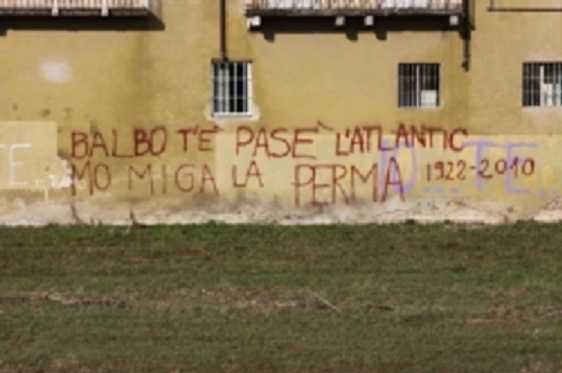 BALBO T'È PASÈ L'ATLANTIC
MO MIGA LA PERMA 1922-2010